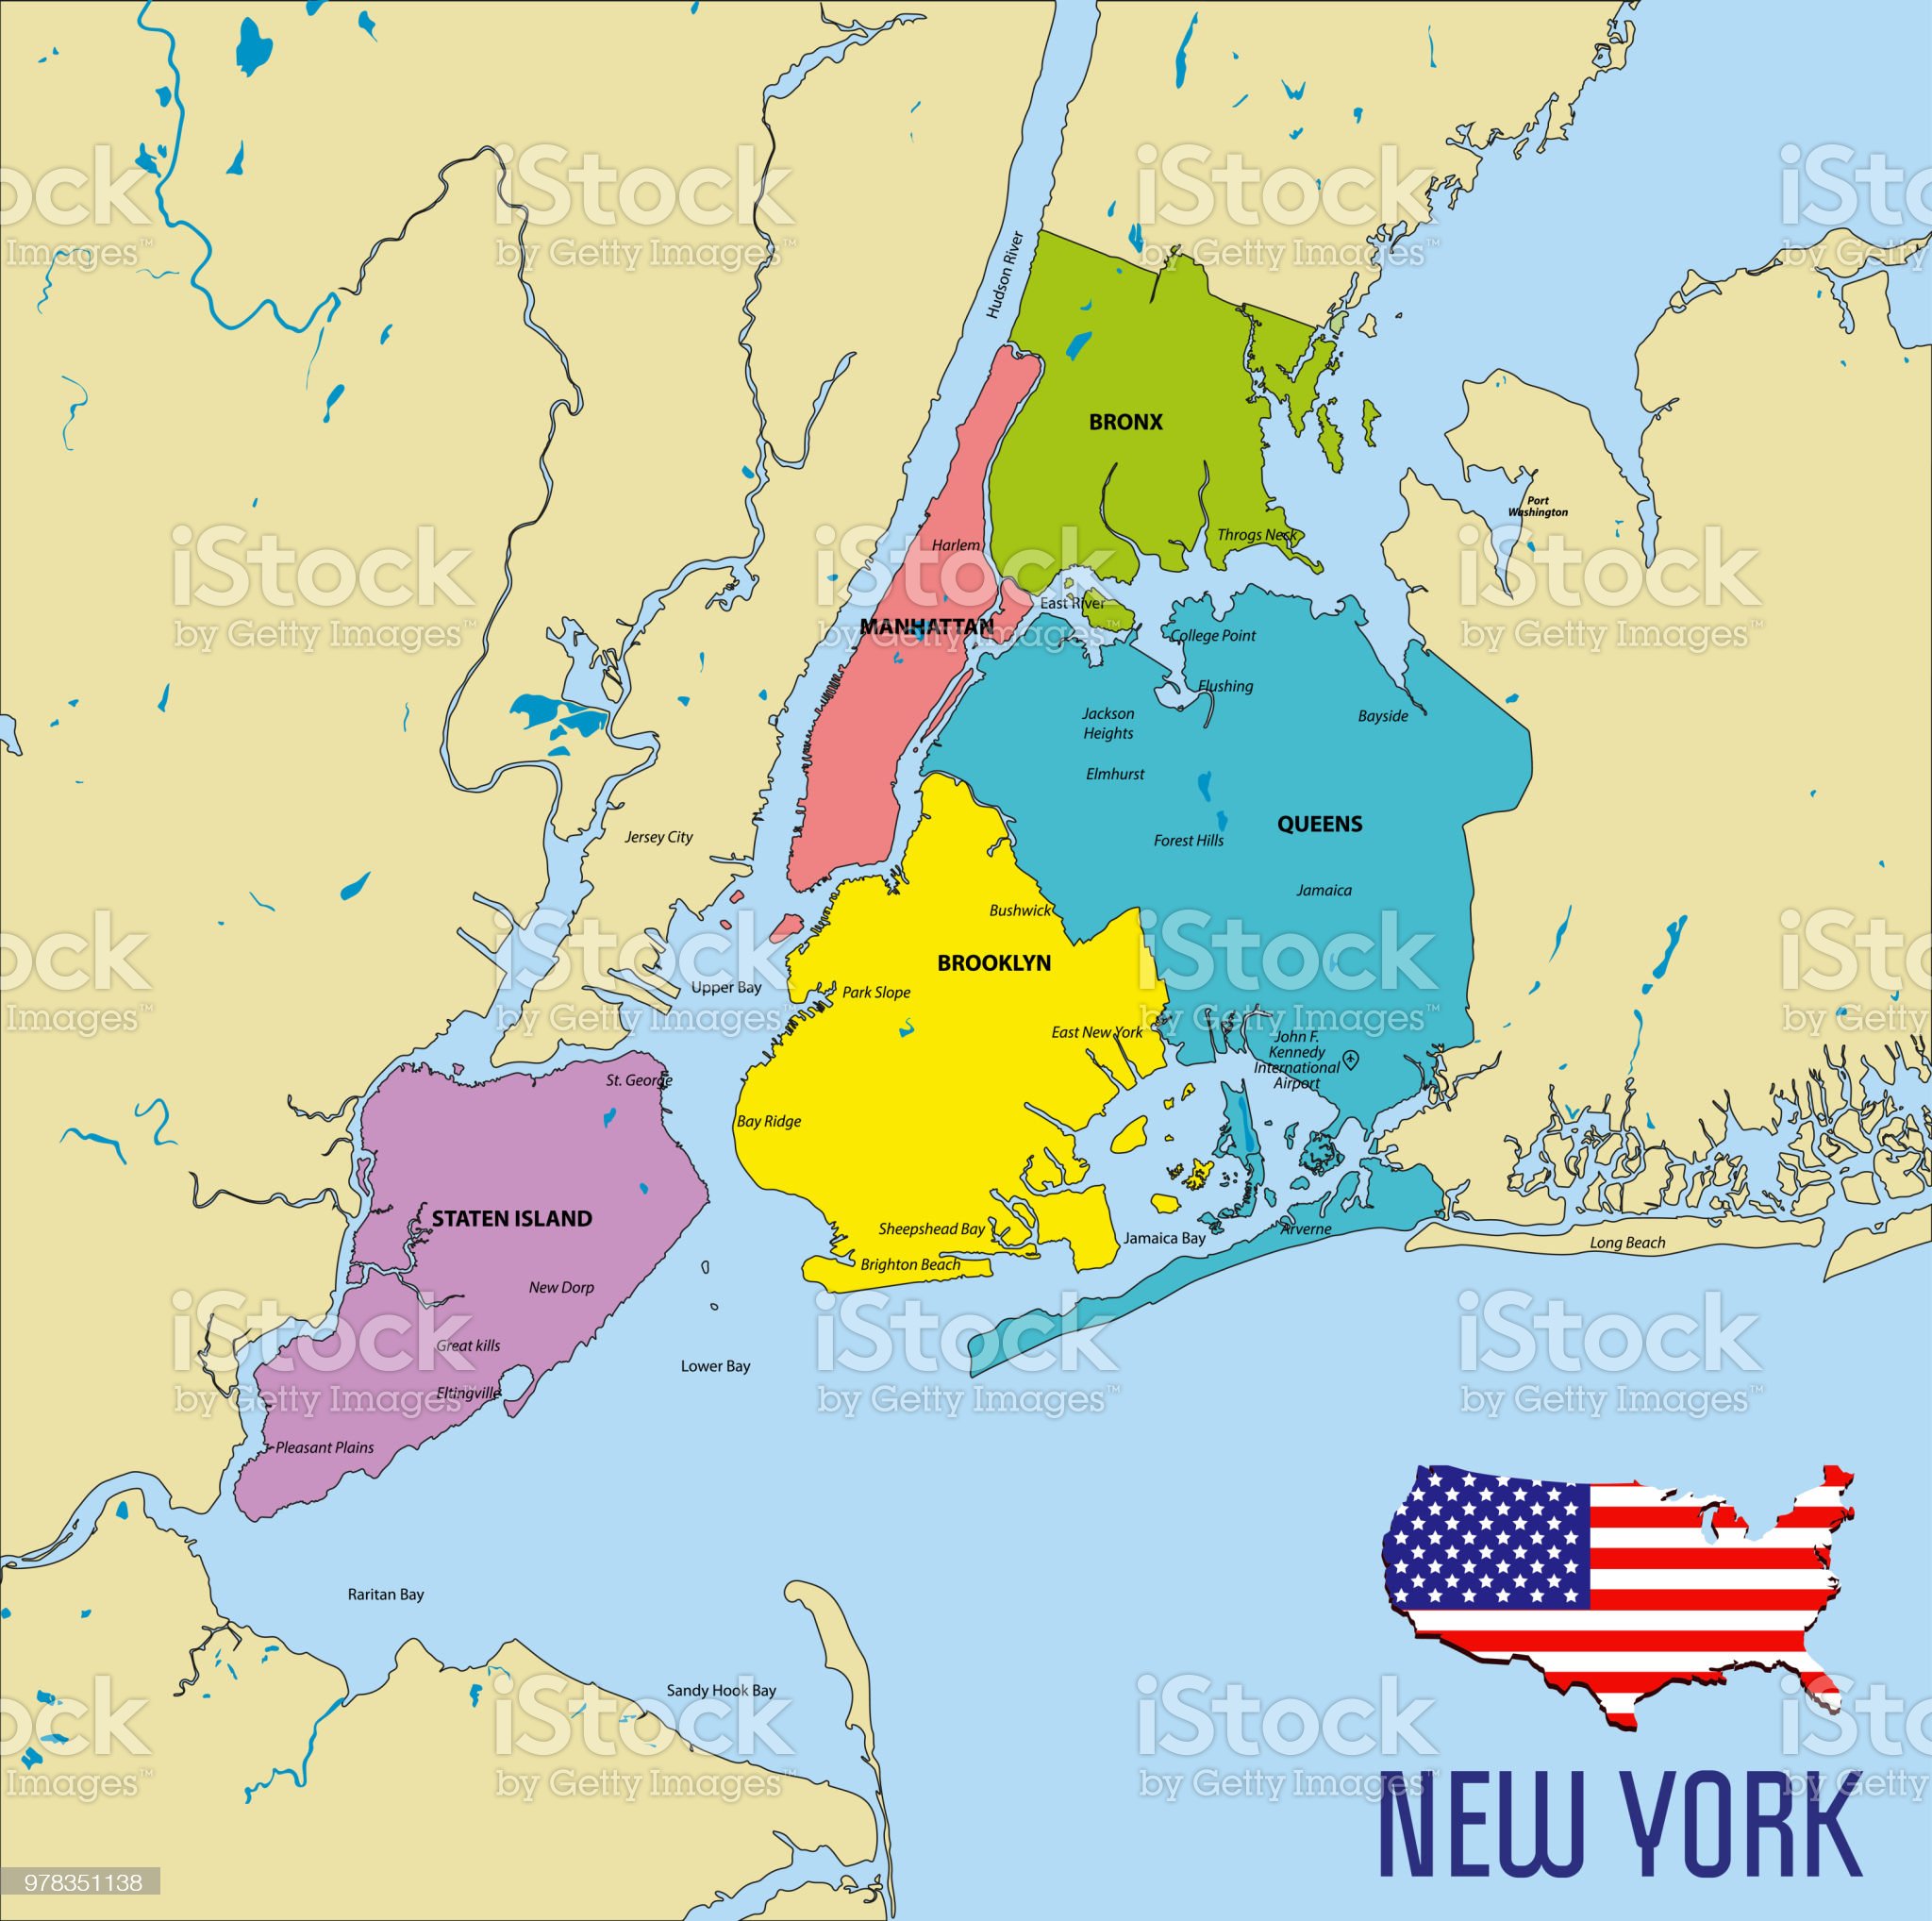 Hudson River
BRONX
Port
Washington
Throgs Neck
Harlem
East River
MANHATTAN
College Point
Flushing
Jackson
Heights
Bayside
Elmhurst
QUEENS
Jersey City
Forest Hills
Jamaica
Bushwick
BROOKLYN
Upper Bay
Park Slope
East New York
John F.
Kennedy
International
Airport
St. George
Bay Ridge
STATEN ISLAND
Sheepshead Bay
Jamaica Bay
Arverne
Long Beach
Brighton Beach
New Dorp
Great kills
Lower Bay
Eltingville
Pleasant Plains
Raritan Bay
Sandy Hook Bay
NEW YORK
iStock
by Getty Images™
978351138